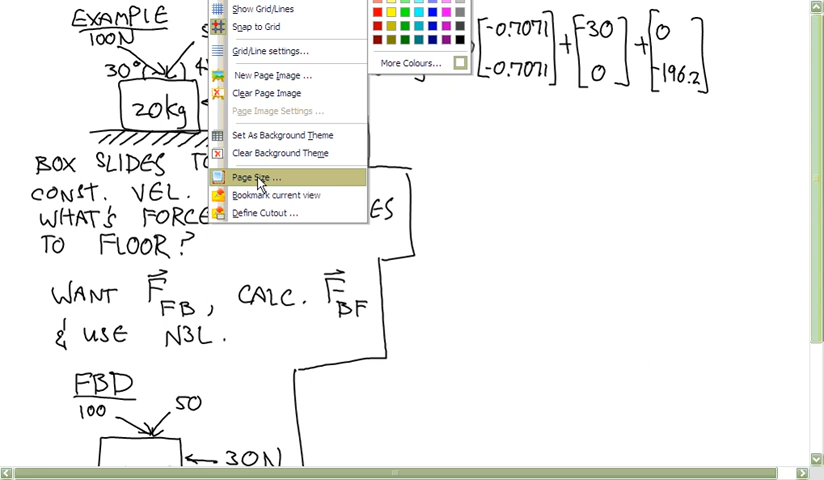 EXAMPLE
100N
30°
20kg
BOX SLIDES
CONST. VEL.
WHAT'S FORCE
TO FLOOR?
WANT F FB, CALC. F BF
& USE N3L.
FBD
100
50
30N
Show Grid/Lines
Snap to Grid
Grid/Line settings...
New Page Image ...
Clear Page Image
Page Image Settings ...
Set As Background Theme
Clear Background Theme
Page Size ...
Bookmark current view
Define Cutout ...
More Colours...
-0.7071 + -30 + 0
-0.7071 0 -196.2